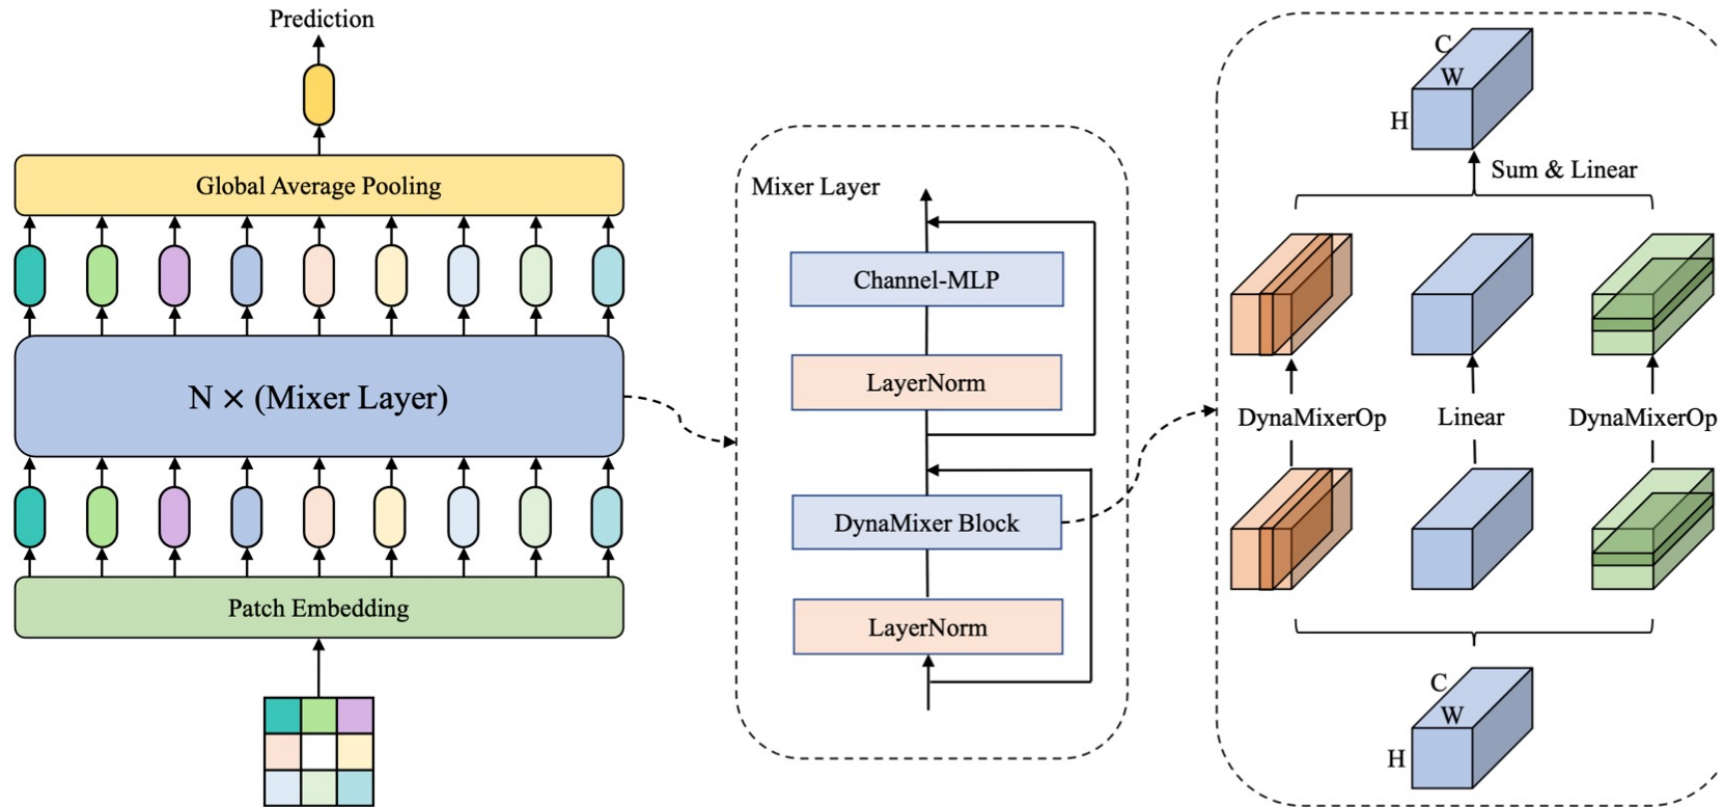 Prediction
Global Average Pooling
N × (Mixer Layer)
Patch Embedding
Mixer Layer
Channel-MLP
LayerNorm
DynaMixer Block
LayerNorm
C
W
H
Sum & Linear
DynaMixerOp
Linear
DynaMixerOp
C
W
H